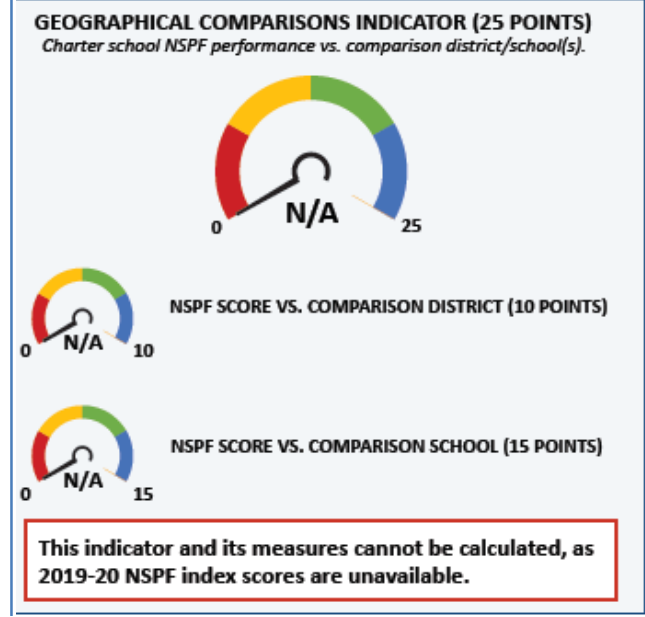 GEOGRAPHICAL COMPARISONS INDICATOR (25 POINTS)
Charter school NSPF performance vs. comparison district/school(s).
N/A
0
25
NSPF SCORE VS. COMPARISON DISTRICT (10 POINTS)
N/A
0
10
NSPF SCORE VS. COMPARISON SCHOOL (15 POINTS)
N/A
0
15
This indicator and its measures cannot be calculated, as
2019-20 NSPF index scores are unavailable.